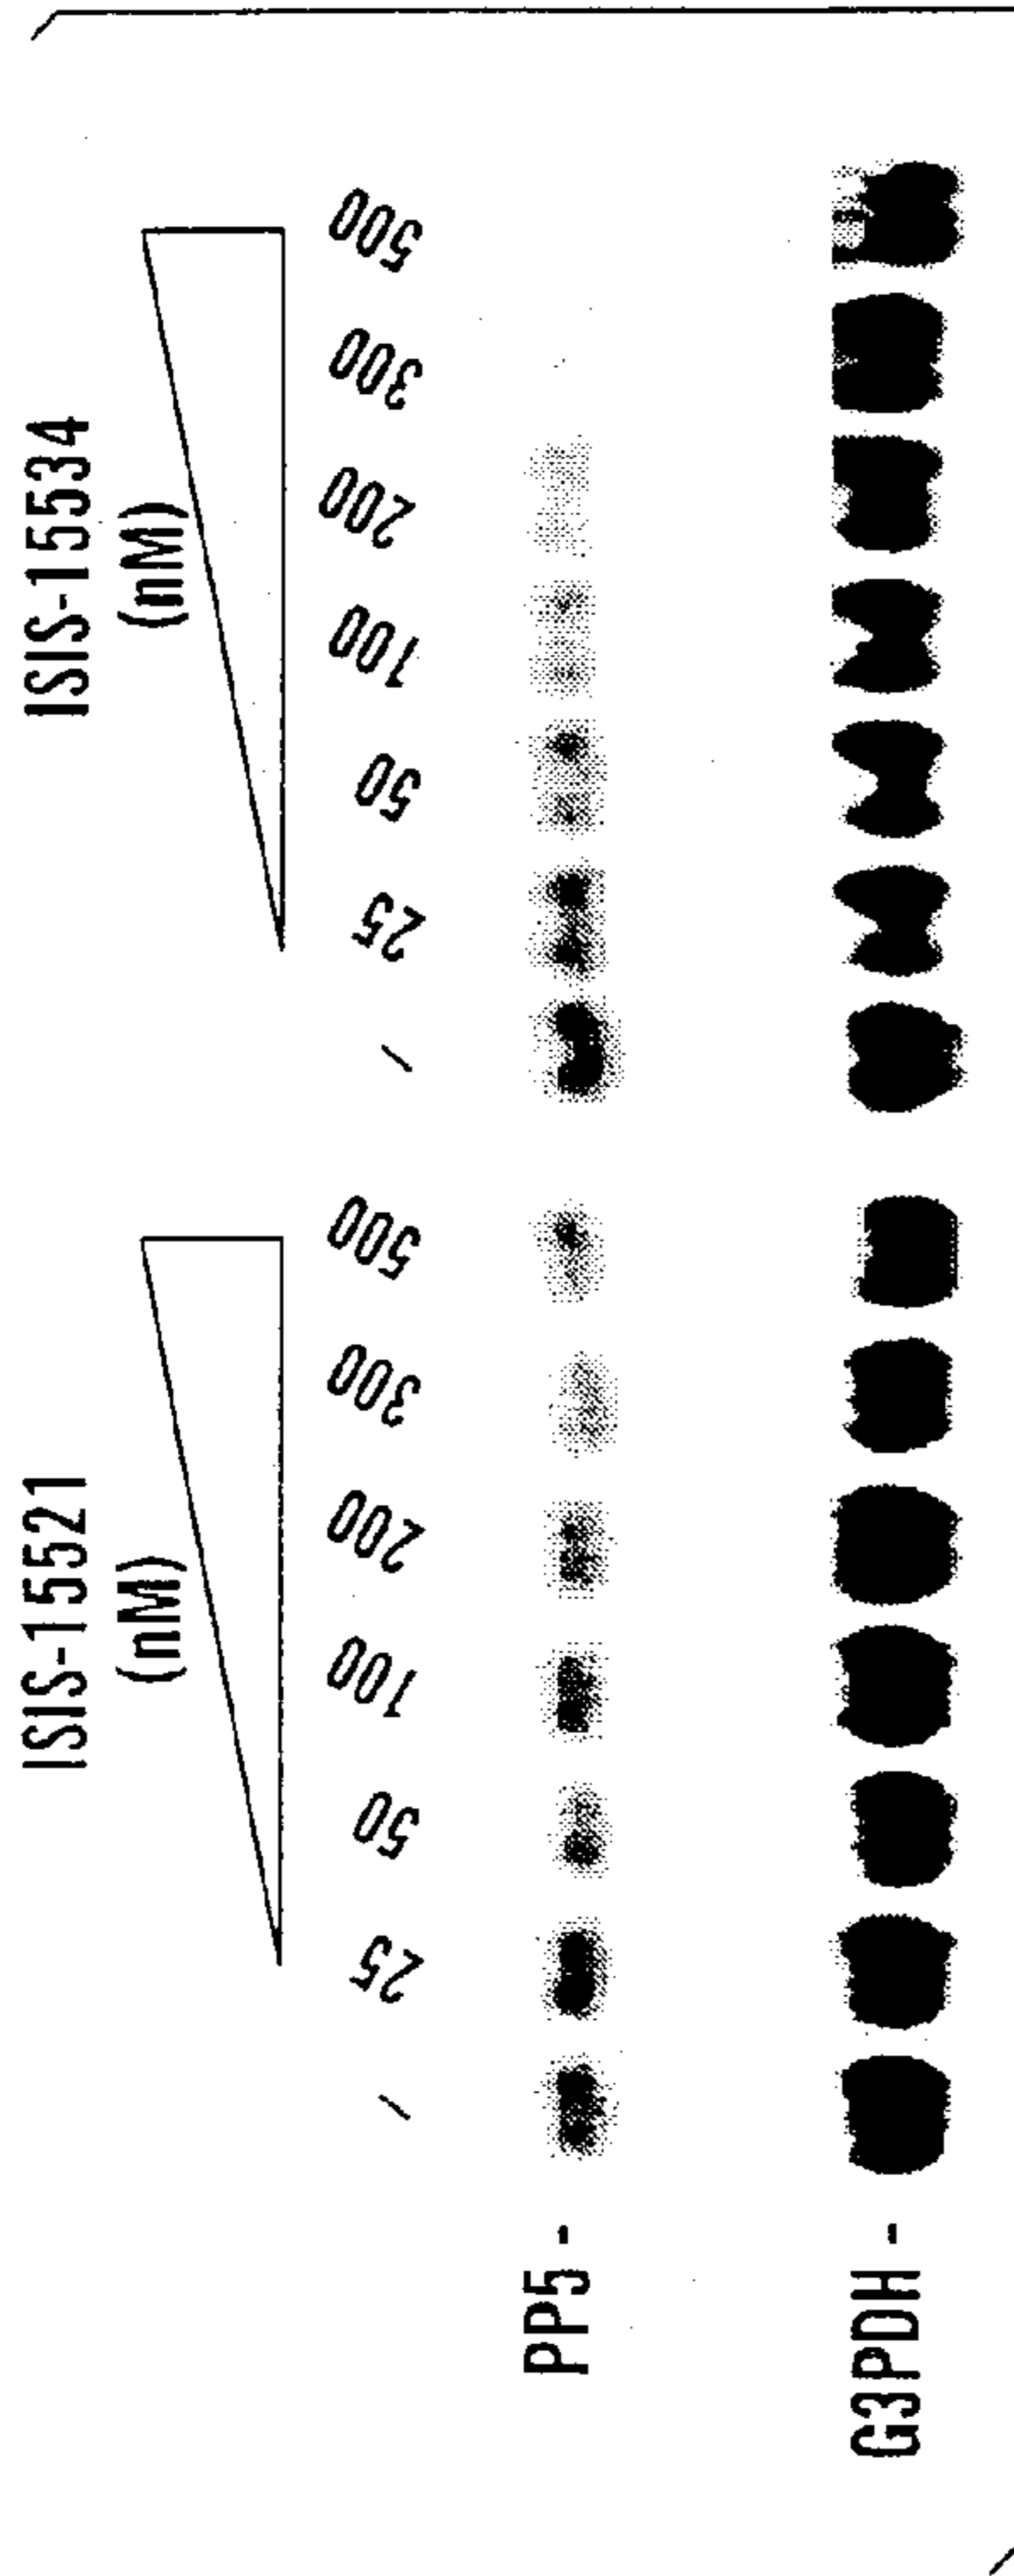 ISIS-15521 ISIS-15534
(nM) (nM)
- 25 50 100 200 300 500 - 25 50 100 200 300 500
PP5 -
G3PDH -